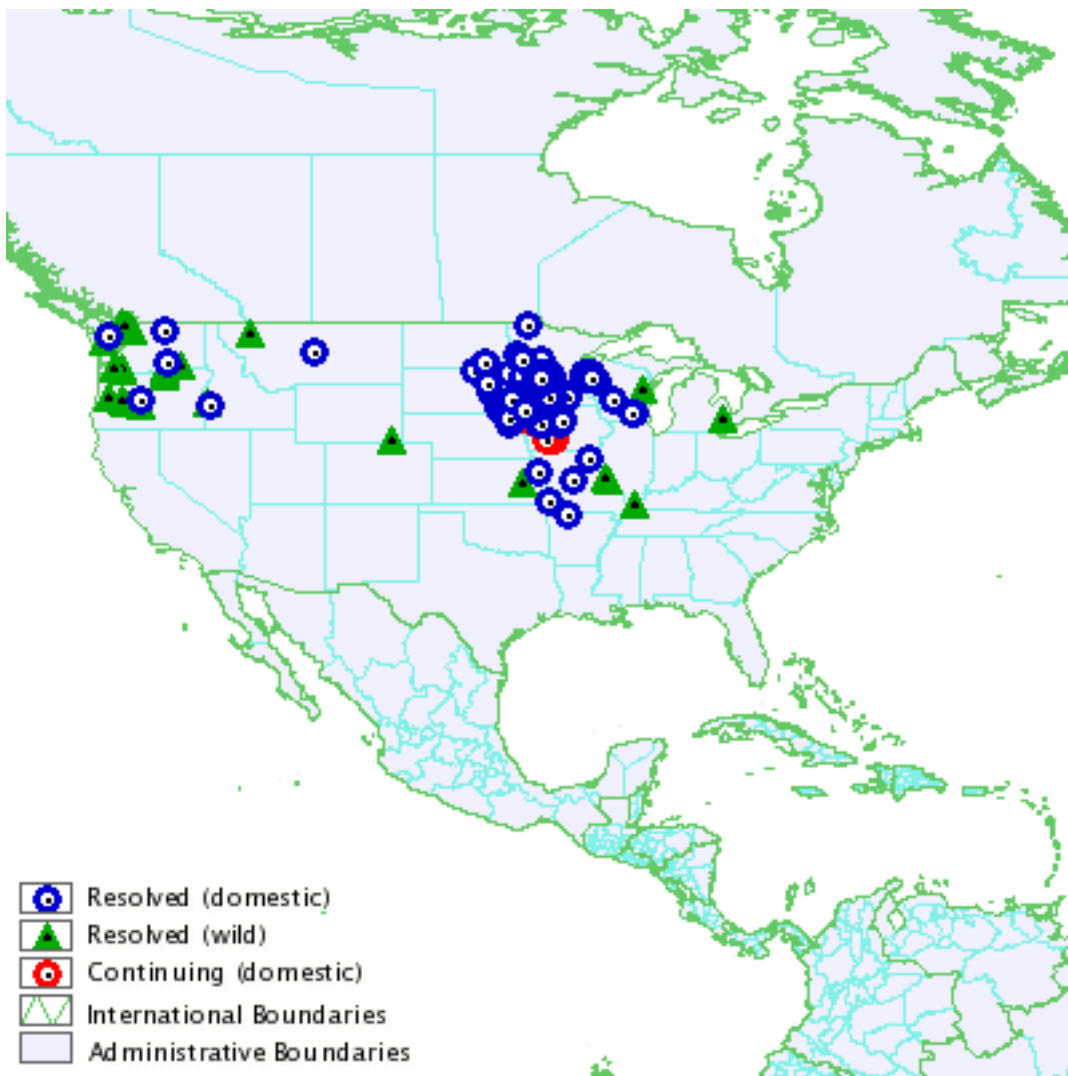 Resolved (domestic)
Resolved (wild)
Continuing (domestic)
International Boundaries
Administrative Boundaries